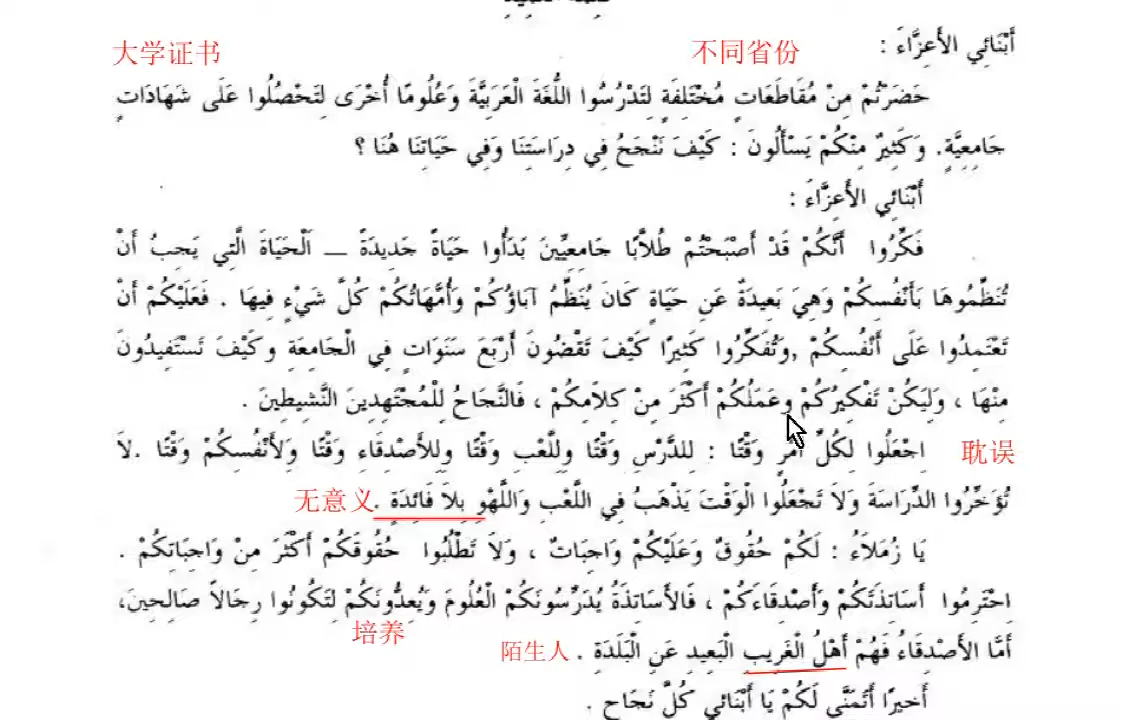 أَبْنَائِي الأَعِزَّاءَ :
大学证书 不同省份
حَضَرْتُمْ مِنْ مُقَاطَعَاتٍ مُخْتَلِفَةٍ لِتَدْرُسُوا اللُّغَةَ الْعَرَبِيَّةَ وَعُلُومًا أُخْرَى لِتَحْصُلُوا عَلَى شَهَادَاتٍ
جَامِعِيَّةٍ. وَكَثِيرٌ مِنْكُمْ يَسْأَلُونَ : كَيْفَ نَنْجَحُ فِي دِرَاسَتِنَا وَفِي حَيَاتِنَا هُنَا ؟
أَبْنَائِي الأَعِزَّاءَ :
فَكِّرُوا أَنَّكُمْ قَدْ أَصْبَحْتُمْ طُلاَّبًا جَامِعِيِّينَ بَدَأُوا حَيَاةً جَدِيدَةً — اَلْحَيَاةَ الَّتِي يَجِبُ أَنْ
تُنَظِّمُوهَا بَأَنْفُسِكُمْ وَهِيَ بَعِيدَةٌ عَنِ حَيَاةٍ كَانَ يُنَظِّمُ آبَاؤُكُمْ وَأُمَّهَاتُكُمْ كُلَّ شَيْءٍ فِيهَا . فَعَلَيْكُمْ أَنْ
تَعْتَمِدُوا عَلَى أَنْفُسِكُمْ ,وَتُفَكِّرُوا كَثِيرًا كَيْفَ تَقْضُونَ أَرْبَعَ سَنَوَاتٍ فِي الْجَامِعَةِ وَكَيْفَ تَسْتَفِيدُونَ
مِنْهَا ، وَلِيَكُنْ تَفْكِيرُكُمْ وَعَمَلُكُمْ أَكْثَرَ مِنْ كَلاَمِكُمْ ، فَالنَّجَاحُ لِلْمُجْتَهِدِينَ النَّشِيطِينَ .
اجْعَلُوا لِكُلِّ أَمْرٍ وَقْتًا : لِلدَّرْسِ وَقْتًا وَلِلَّعْبِ وَقْتًا وَلِلأَصْدِقَاءِ وَقْتًا وَلأَنْفُسِكُمْ وَقْتًا .لاَ
耽误
تُؤَخِّرُوا الدِّرَاسَةَ وَلاَ تَجْعَلُوا الْوَقْتَ يَذْهَبُ فِي اللَّعْبِ وَاللَّهْوِ بِلاَ فَائِدَةٍ .
无意义
يَا زُمَلاَءُ : لَكُمْ حُقُوقٌ وَعَلَيْكُمْ وَاجِبَاتٌ ، وَلاَ تَطْلُبُوا حُقُوقَكُمْ أَكْثَرَ مِنْ وَاجِبَاتِكُمْ .
اِحْتَرِمُوا أَسَاتِذَتَكُمْ وَأَصْدِقَاءَكُمْ ، فَالأَسَاتِذَةُ يُدَرِّسُونَكُمْ الْعُلُومَ وَيُعِدُّونَكُمْ لِتَكُونُوا رِجَالاً صَالِحِينَ،
培养
أَمَّا الأَصْدِقَاءُ فَهُمْ أَهْلُ الْغَرِيبِ الْبَعِيدِ عَنِ الْبَلَدَةِ .
陌生人
أَخِيرًا أَتَمَنَّى لَكُمْ يَا أَبْنَائِي كُلَّ نَجَاحٍ .